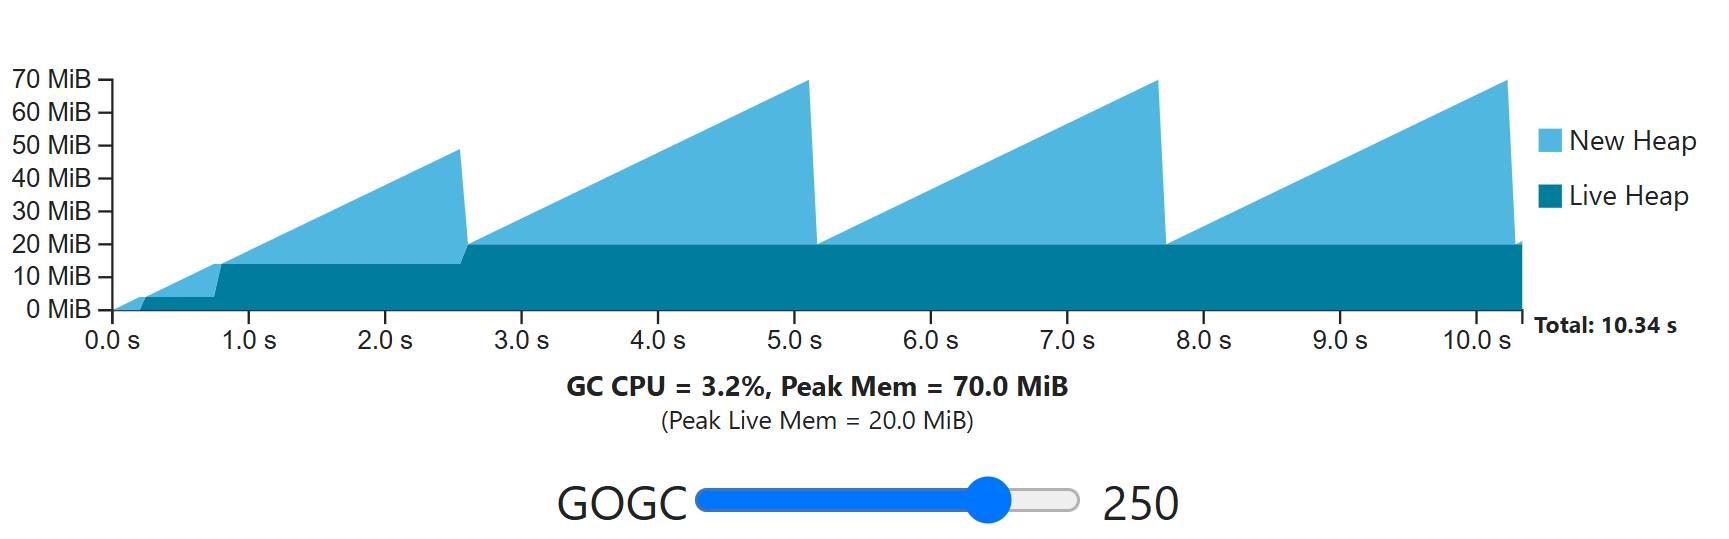 70 MiB
60 MiB
50 MiB
40 MiB
30 MiB
20 MiB
10 MiB
0 MiB
New Heap
Live Heap
0.0 s 1.0 s 2.0 s 3.0 s 4.0 s 5.0 s 6.0 s 7.0 s 8.0 s 9.0 s 10.0 s
Total: 10.34 s
GC CPU = 3.2%, Peak Mem = 70.0 MiB
(Peak Live Mem = 20.0 MiB)
GOGC 250